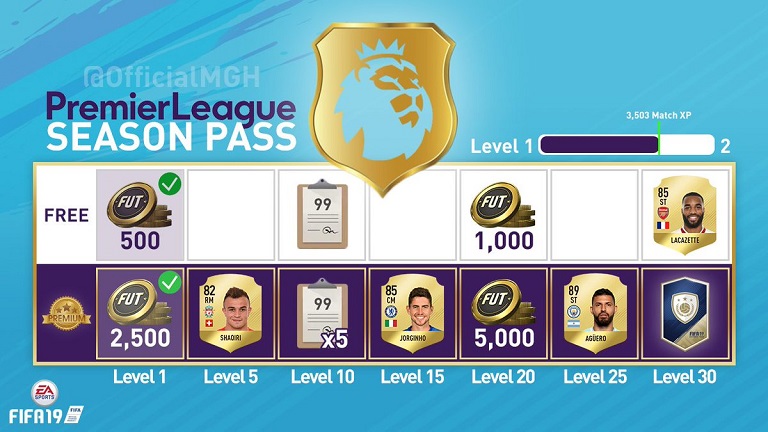 @OfficialMGH
PremierLeague
SEASON PASS
3,503 Match XP
Level 1 2
FREE
FUT
500
99
FUT
1,000
85
ST
LACAZETTE
PREMIUM
FUT
2,500
82
RM
SHAQIRI
99
x5
85
CM
JORGINHO
FUT
5,000
89
ST
AGÜERO
Level 1 Level 5 Level 10 Level 15 Level 20 Level 25 Level 30
EA
SPORTS
FIFA19 FIFA